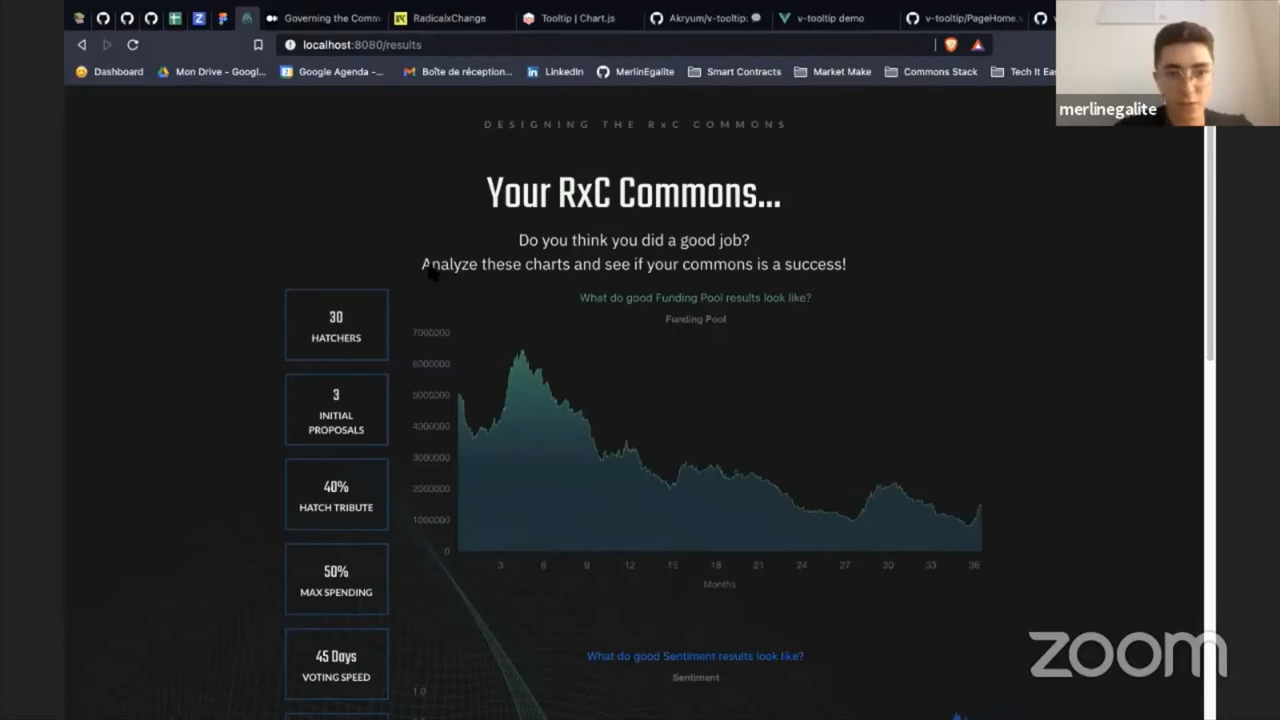 Governing the Comm
RadicalxChange
Tooltip | Chart.js
Akryum/v-tooltip:
v-tooltip demo
v-tooltip/PageHome.v
localhost:8080/results
Dashboard
Mon Drive - Googl...
Google Agenda -...
Boîte de réception...
LinkedIn
MerlinEgalite
Smart Contracts
Market Make
Commons Stack
Tech It Eas
merlinegalite
DESIGNING THE RxC COMMONS
Your RxC Commons...
Do you think you did a good job?
Analyze these charts and see if your commons is a success!
30
HATCHERS
3
INITIAL
PROPOSALS
40%
HATCH TRIBUTE
50%
MAX SPENDING
45 Days
VOTING SPEED
What do good Funding Pool results look like?
Funding Pool
7000000
6000000
5000000
4000000
3000000
2000000
1000000
0
3 6 9 12 15 18 21 24 27 30 33 36
Months
What do good Sentiment results look like?
Sentiment
1.0
zoom